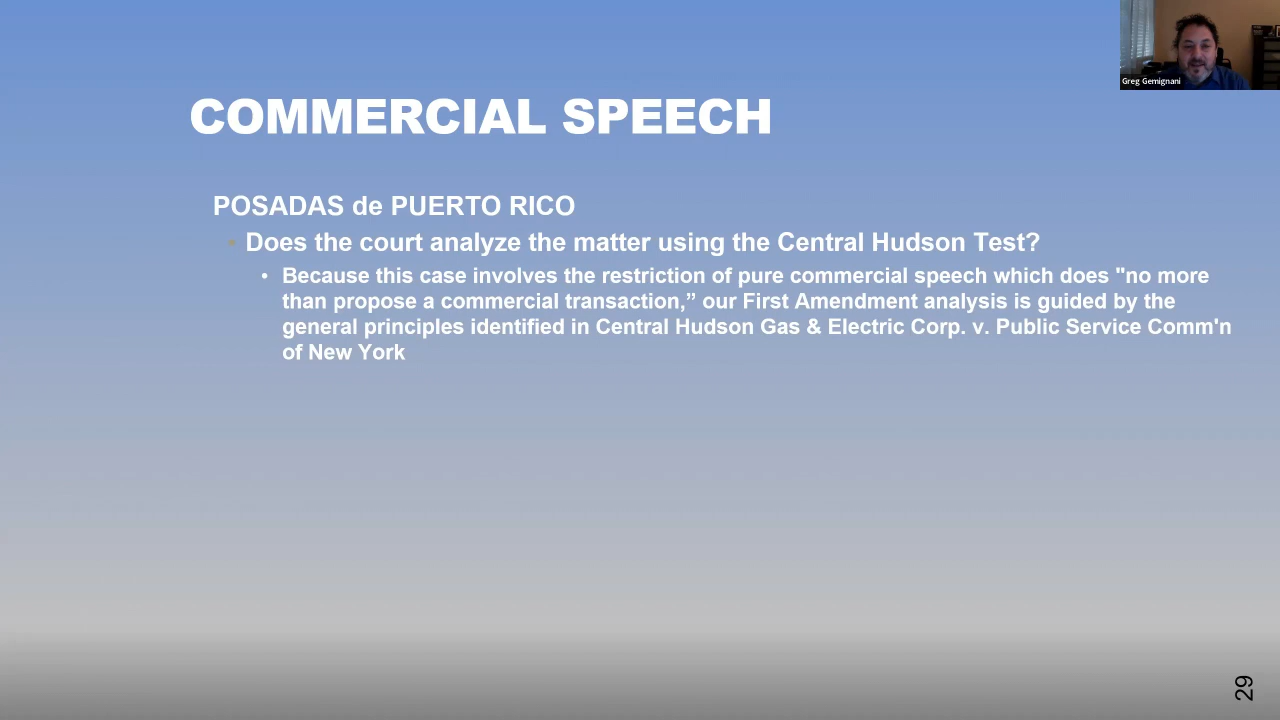 Greg Gemignani
COMMERCIAL SPEECH
POSADAS de PUERTO RICO
Does the court analyze the matter using the Central Hudson Test?
Because this case involves the restriction of pure commercial speech which does "no more
than propose a commercial transaction,” our First Amendment analysis is guided by the
general principles identified in Central Hudson Gas & Electric Corp. v. Public Service Comm'n
of New York
29